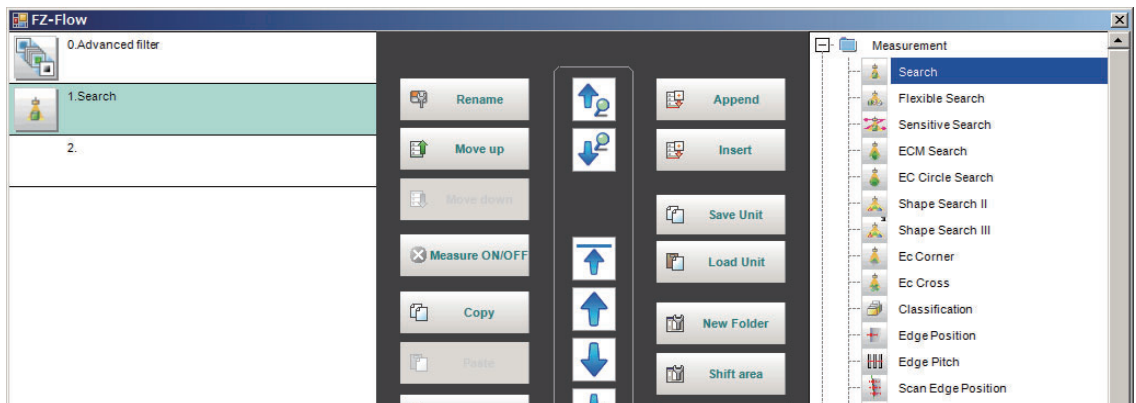 FZ-Flow
0.Advanced filter
1.Search
2.
Rename
Move up
Move down
Measure ON/OFF
Copy
Paste
Append
Insert
Save Unit
Load Unit
New Folder
Shift area
Measurement
Search
Flexible Search
Sensitive Search
ECM Search
EC Circle Search
Shape Search II
Shape Search III
Ec Corner
Ec Cross
Classification
Edge Position
Edge Pitch
Scan Edge Position